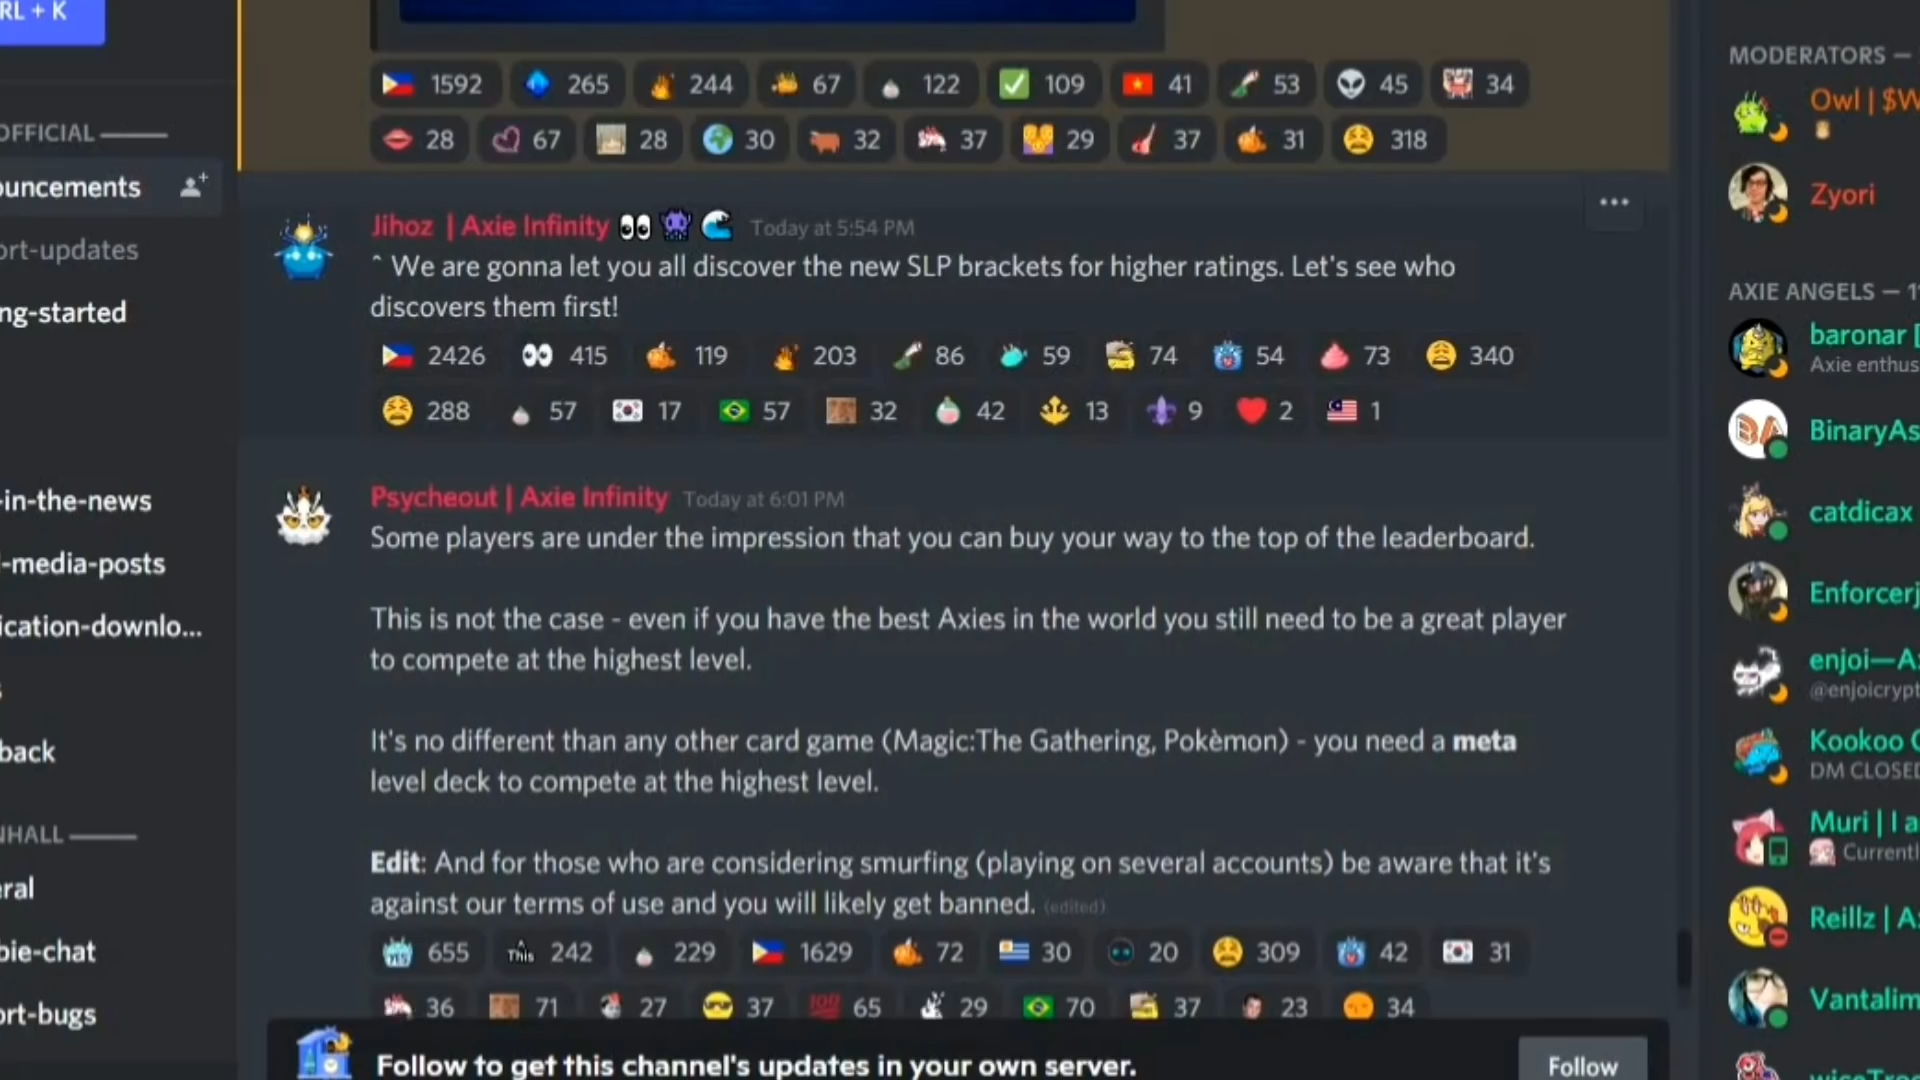 RL + K
OFFICIAL
ouncements
ort-updates
ng-started
-in-the-news
-media-posts
ication-downlo...
back
NHALL
eral
bie-chat
ort-bugs
1592 265 244 67 122 109 41 53 45 34
28 67 28 30 32 37 29 37 31 318
Jihoz | Axie Infinity Today at 5:54 PM
^ We are gonna let you all discover the new SLP brackets for higher ratings. Let's see who
discovers them first!
2426 415 119 203 86 59 74 54 73 340
288 57 17 57 32 42 13 9 2 1
Psycheout | Axie Infinity Today at 6:01 PM
Some players are under the impression that you can buy your way to the top of the leaderboard.
This is not the case - even if you have the best Axies in the world you still need to be a great player
to compete at the highest level.
It's no different than any other card game (Magic:The Gathering, Pokèmon) - you need a meta
level deck to compete at the highest level.
Edit: And for those who are considering smurfing (playing on several accounts) be aware that it's
against our terms of use and you will likely get banned. (edited)
YES 655 This 242 229 1629 72 30 20 309 42 31
36 71 27 37 100 65 29 70 37 23 34
Follow to get this channel's updates in your own server.
Follow
MODERATORS —
Owl | $W
Zyori
AXIE ANGELS — 1
baronar [
Axie enthus
BinaryAs
catdicax
Enforcerj
enjoi—A
@enjoicrypt
Kookoo
DM CLOSED
Muri | I a
Currentl
Reillz | A
Vantalim